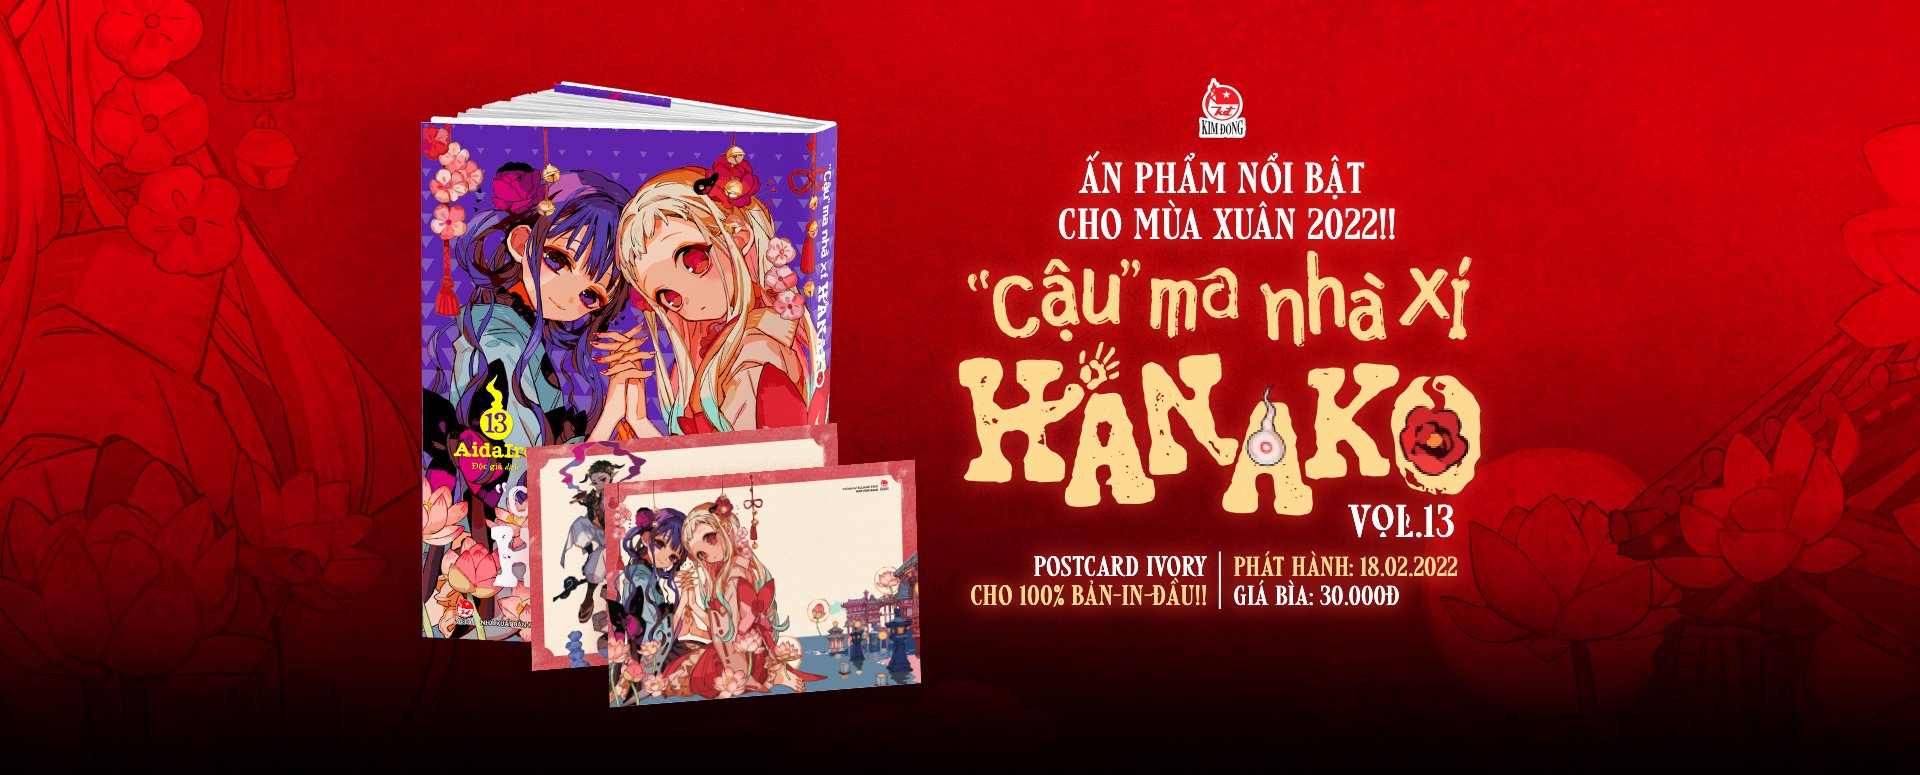 KIM ĐỒNG
ẤN PHẨM NỔI BẬT
CHO MÙA XUÂN 2022!!
“cậu” ma nhà xí
HANAKO
VOL.13
POSTCARD IVORY
CHO 100% BẢN-IN-ĐẦU!!
PHÁT HÀNH: 18.02.2022
GIÁ BÌA: 30.000Đ
“cậu” ma nhà xí HANAKO
13
Độc giả